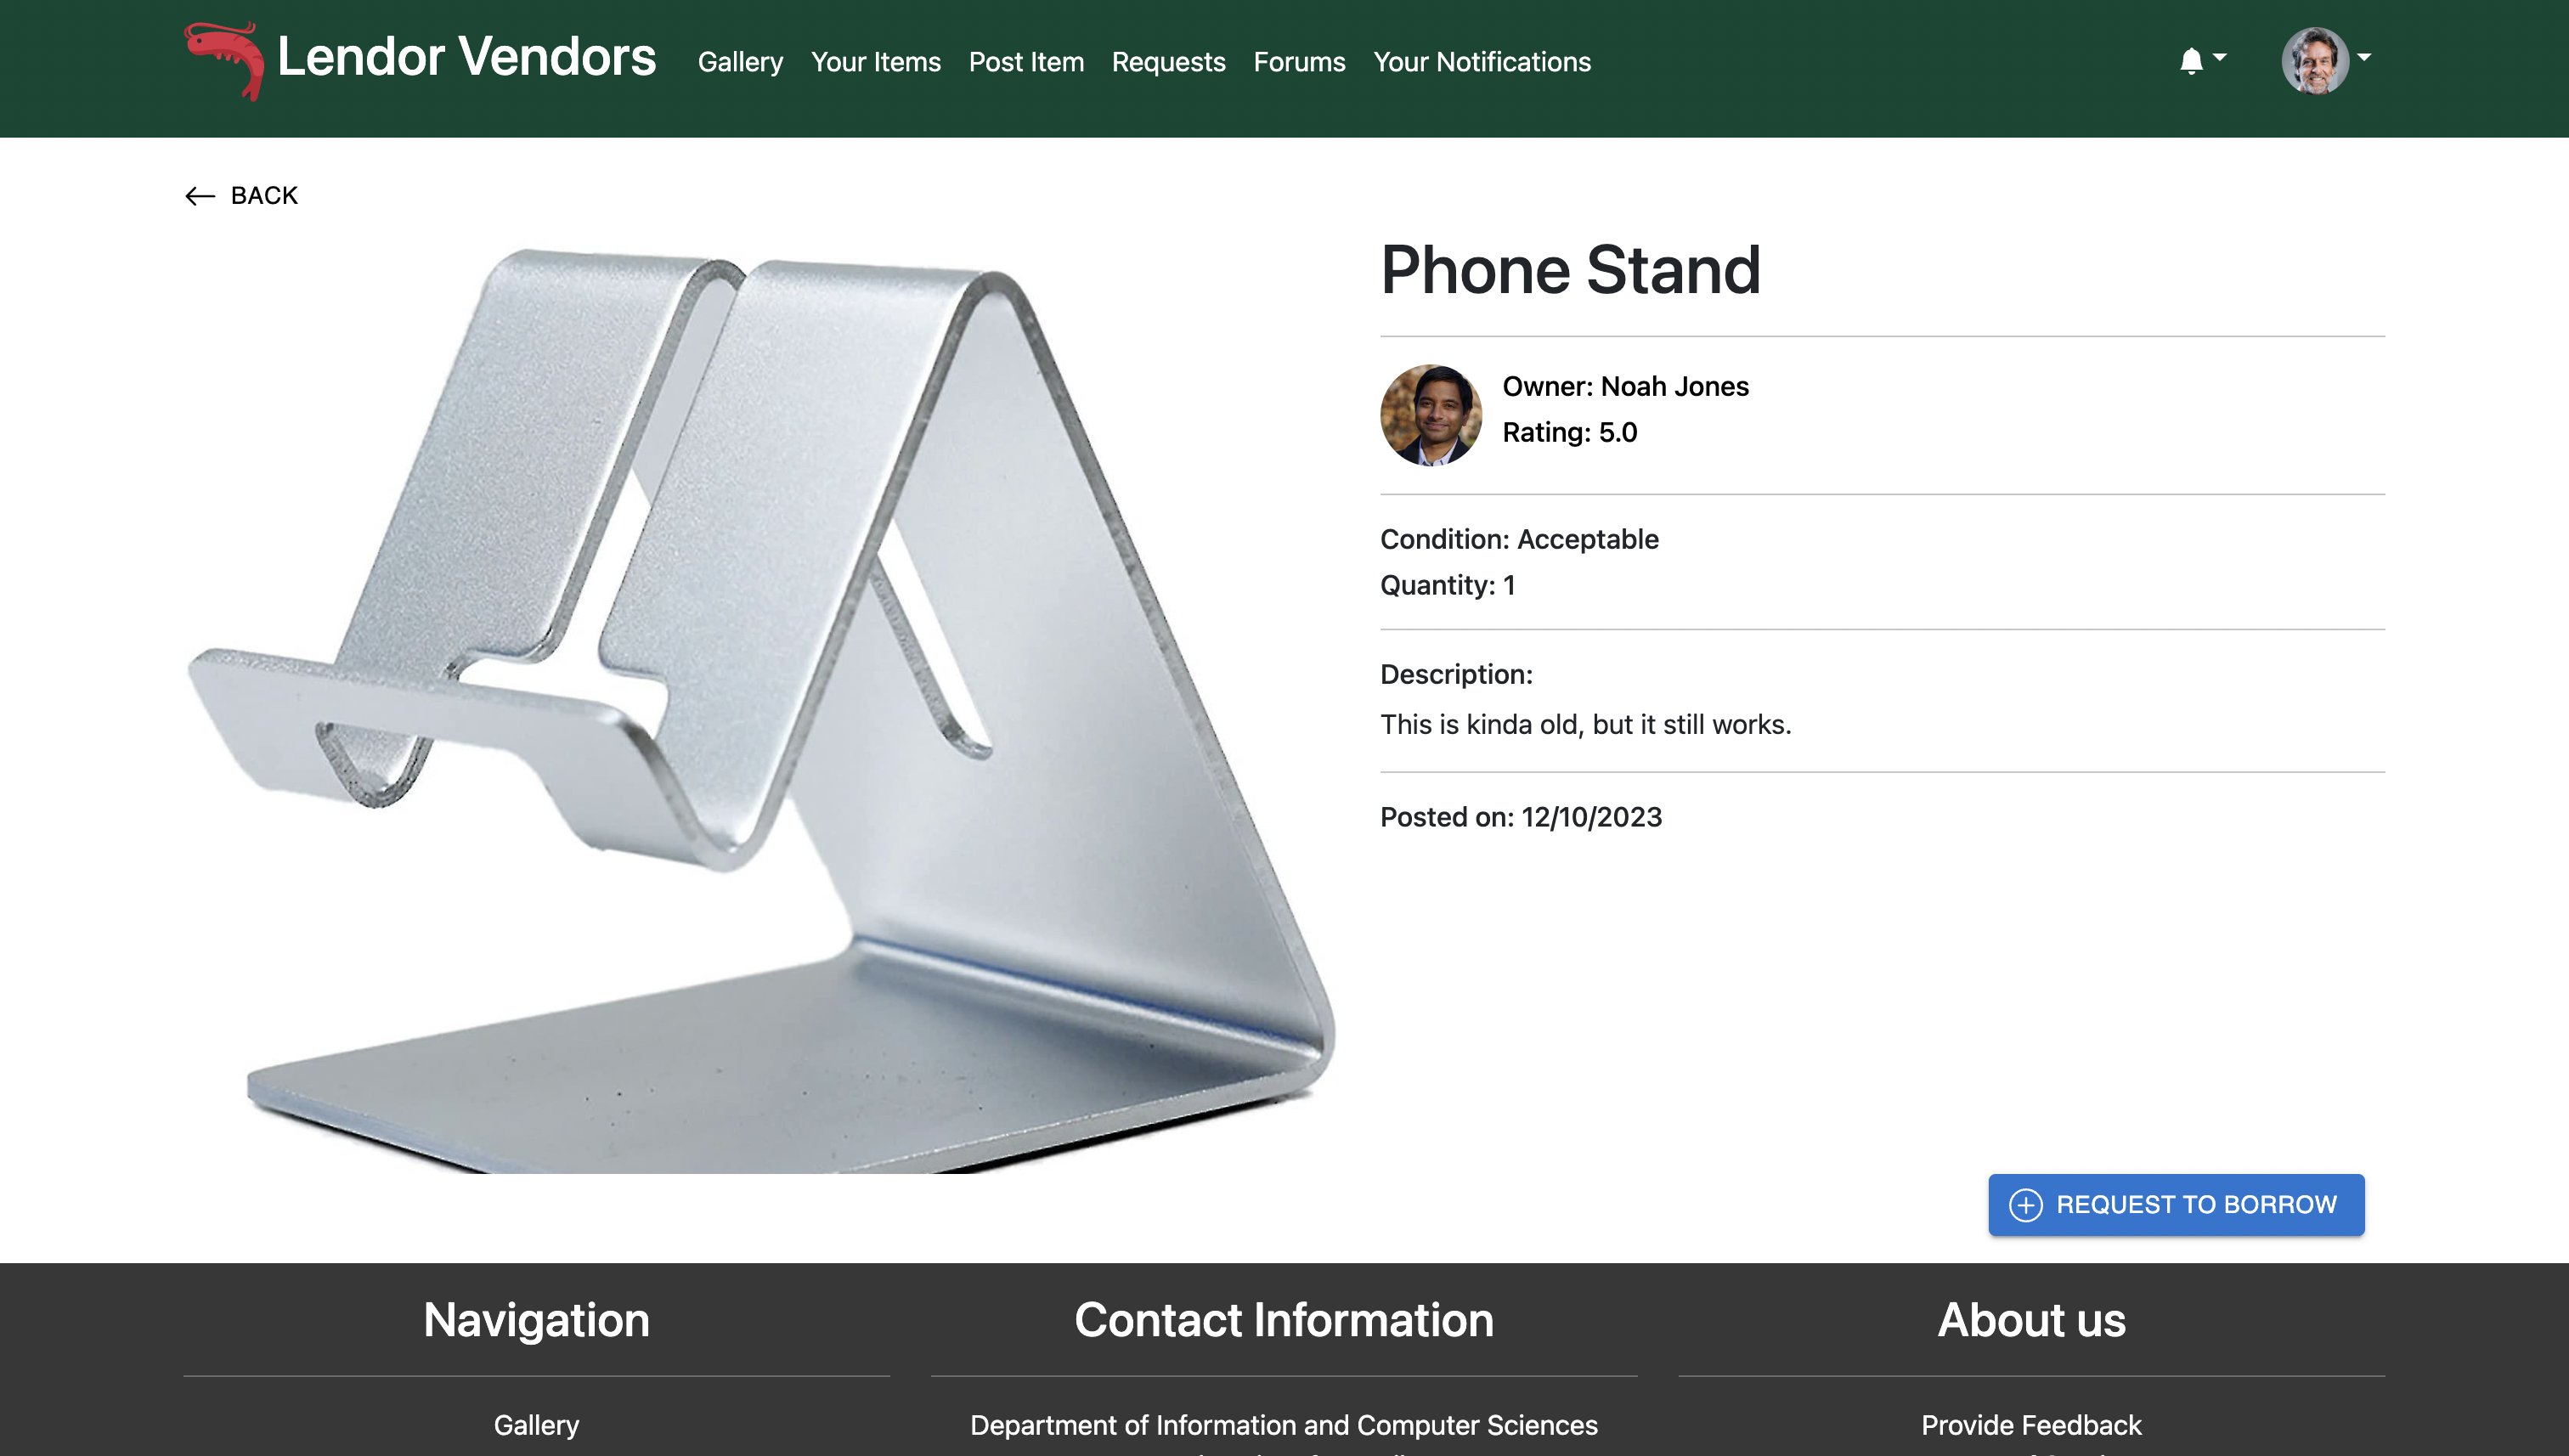 Lendor Vendors
Gallery
Your Items
Post Item
Requests
Forums
Your Notifications
BACK
Phone Stand
Owner: Noah Jones
Rating: 5.0
Condition: Acceptable
Quantity: 1
Description:
This is kinda old, but it still works.
Posted on: 12/10/2023
REQUEST TO BORROW
Navigation
Gallery
Contact Information
Department of Information and Computer Sciences
About us
Provide Feedback